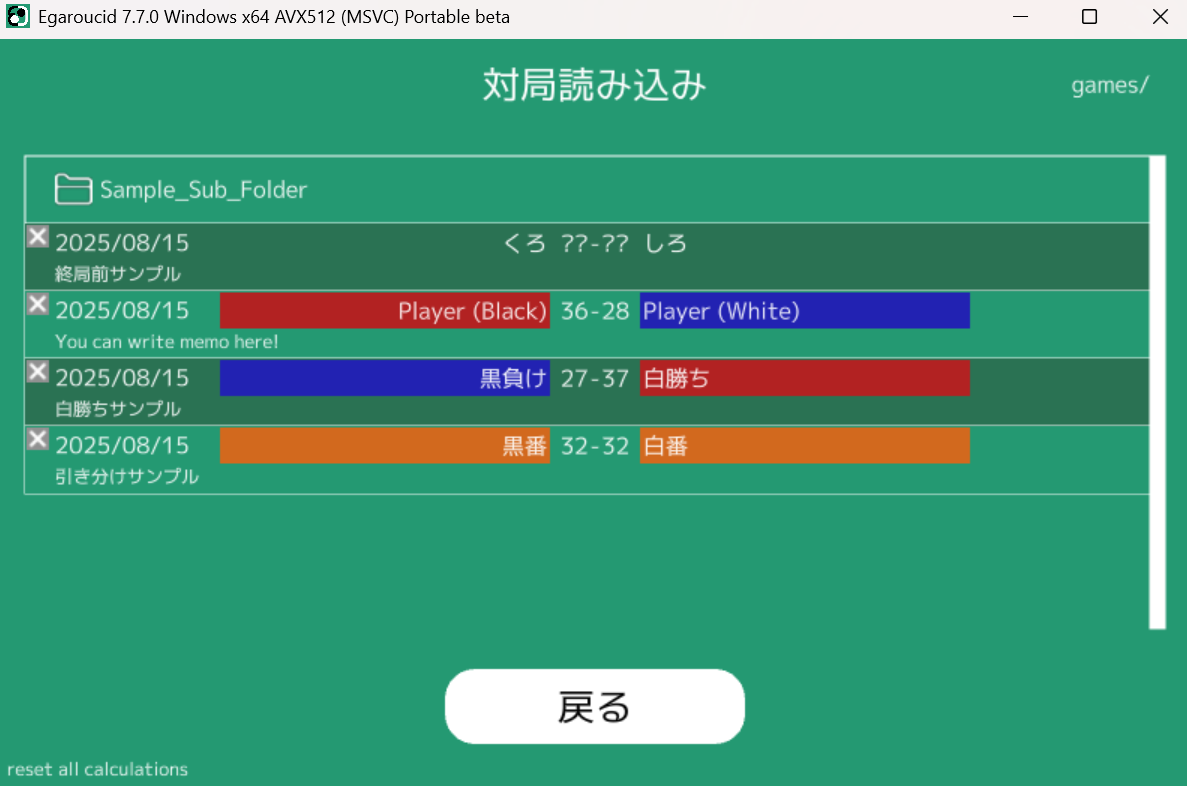 Egaroucid 7.7.0 Windows x64 AVX512 (MSVC) Portable beta
対局読み込み
games/
Sample_Sub_Folder
2025/08/15 くろ ??-?? しろ
終局前サンプル
2025/08/15 Player (Black) 36-28 Player (White)
You can write memo here!
2025/08/15 黒負け 27-37 白勝ち
白勝ちサンプル
2025/08/15 黒番 32-32 白番
引き分けサンプル
戻る
reset all calculations